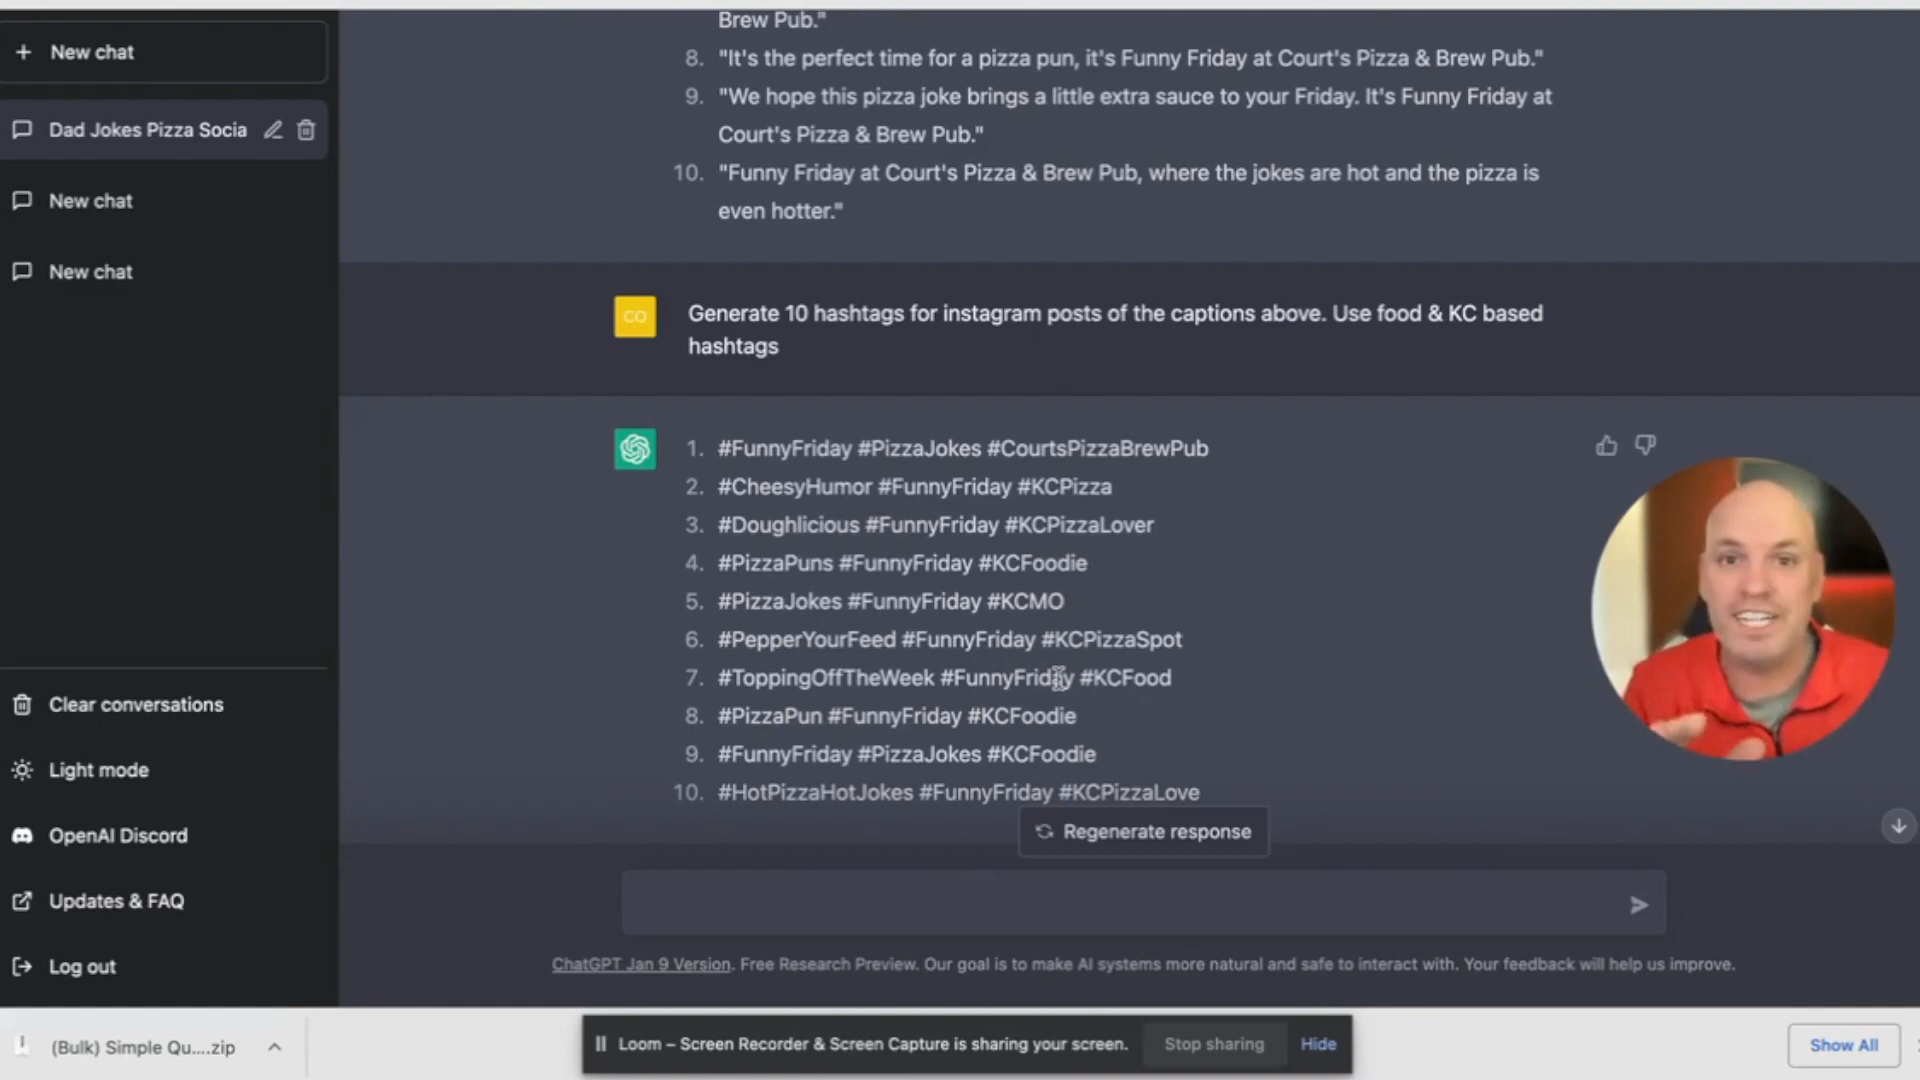 New chat
Dad Jokes Pizza Socia
New chat
New chat
Clear conversations
Light mode
OpenAI Discord
Updates & FAQ
Log out
Brew Pub."
8. "It's the perfect time for a pizza pun, it's Funny Friday at Court's Pizza & Brew Pub."
9. "We hope this pizza joke brings a little extra sauce to your Friday. It's Funny Friday at
Court's Pizza & Brew Pub."
10. "Funny Friday at Court's Pizza & Brew Pub, where the jokes are hot and the pizza is
even hotter."
CO
Generate 10 hashtags for instagram posts of the captions above. Use food & KC based
hashtags
1. #FunnyFriday #PizzaJokes #CourtsPizzaBrewPub
2. #CheesyHumor #FunnyFriday #KCPizza
3. #Doughlicious #FunnyFriday #KCPizzaLover
4. #PizzaPuns #FunnyFriday #KCFoodie
5. #PizzaJokes #FunnyFriday #KCMO
6. #PepperYourFeed #FunnyFriday #KCPizzaSpot
7. #ToppingOffTheWeek #FunnyFriday #KCFood
8. #PizzaPun #FunnyFriday #KCFoodie
9. #FunnyFriday #PizzaJokes #KCFoodie
10. #HotPizzaHotJokes #FunnyFriday #KCPizzaLove
Regenerate response
ChatGPT Jan 9 Version. Free Research Preview. Our goal is to make AI systems more natural and safe to interact with. Your feedback will help us improve.
(Bulk) Simple Qu....zip
Loom – Screen Recorder & Screen Capture is sharing your screen.
Stop sharing
Hide
Show All